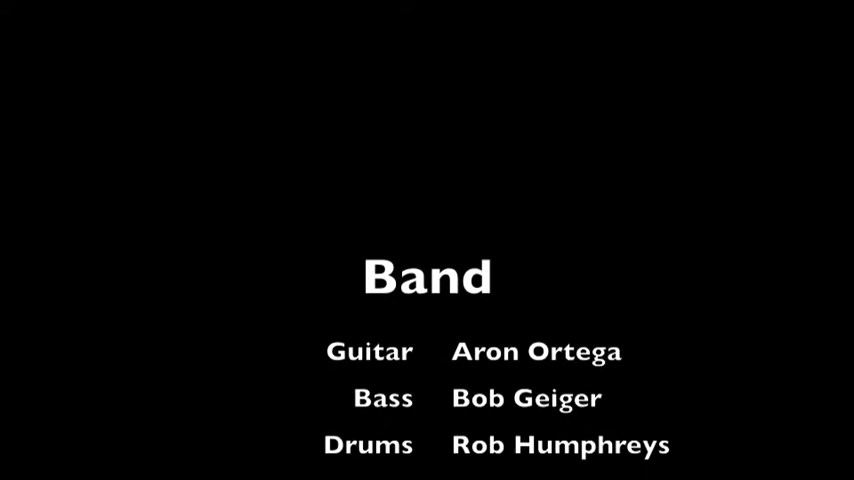 Band
Guitar Aron Ortega
Bass Bob Geiger
Drums Rob Humphreys